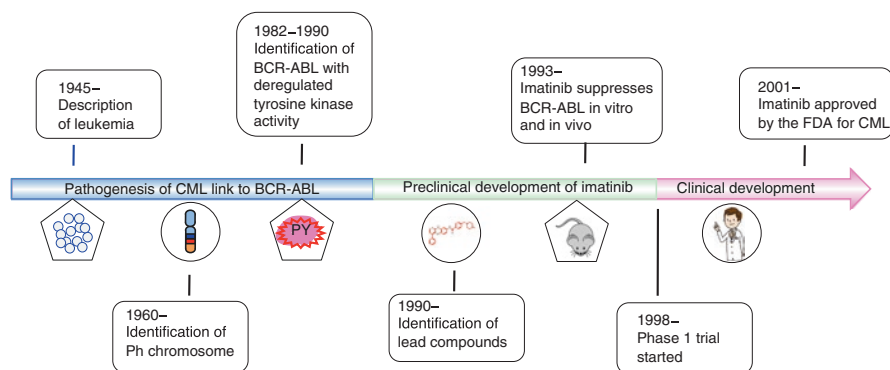 1945–
Description
of leukemia
1982–1990
Identification of
BCR-ABL with
deregulated
tyrosine kinase
activity
1993–
Imatinib suppresses
BCR-ABL in vitro
and in vivo
2001–
Imatinib approved
by the FDA for CML
Pathogenesis of CML link to BCR-ABL
Preclinical development of imatinib
Clinical development
PY
1960–
Identification of
Ph chromosome
1990–
Identification of
lead compounds
1998–
Phase 1 trial
started